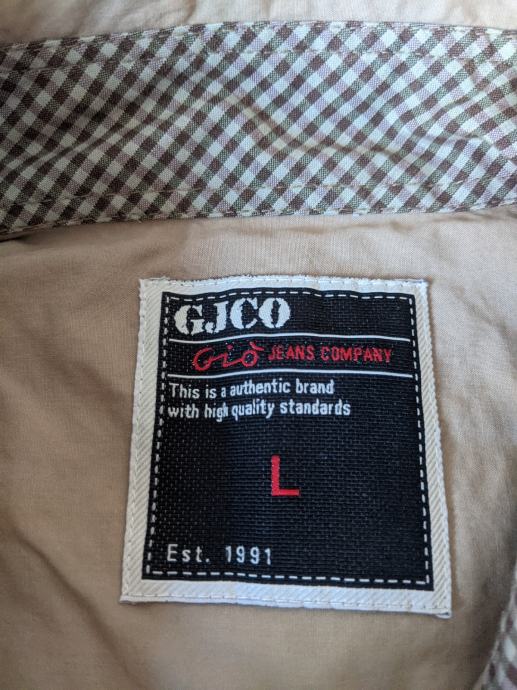 GJCO
Giò JEANS COMPANY
This is a authentic brand
with high quality standards
L
Est. 1991